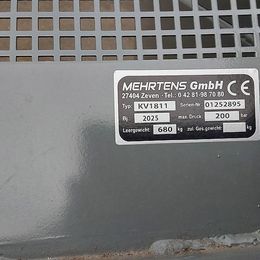 MEHRTENS GmbH CE
27404 Zeven · Tel.: 0 42 81-98 70 80
Typ: KV1811 Serien-Nr. 01252895
Bj. 2025 max. Druck 200 bar
Leergewicht: 680 kg zul. Ges.gewicht: kg